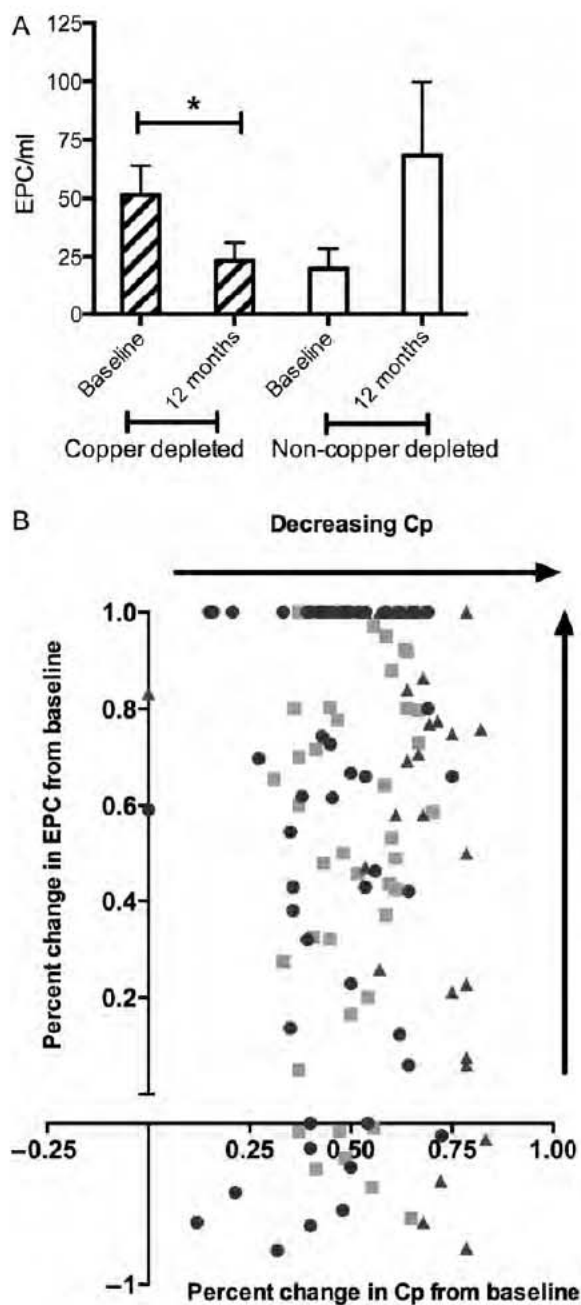 A
125
100
75
50
25
0
EPC/ml
*
Baseline
12 months
Baseline
12 months
Copper depleted
Non-copper depleted
B
Decreasing Cp
1.0
0.8
0.6
0.4
0.2
Percent change in EPC from baseline
–0.25
0.25
0.50
0.75
1.00
–1
Percent change in Cp from baseline